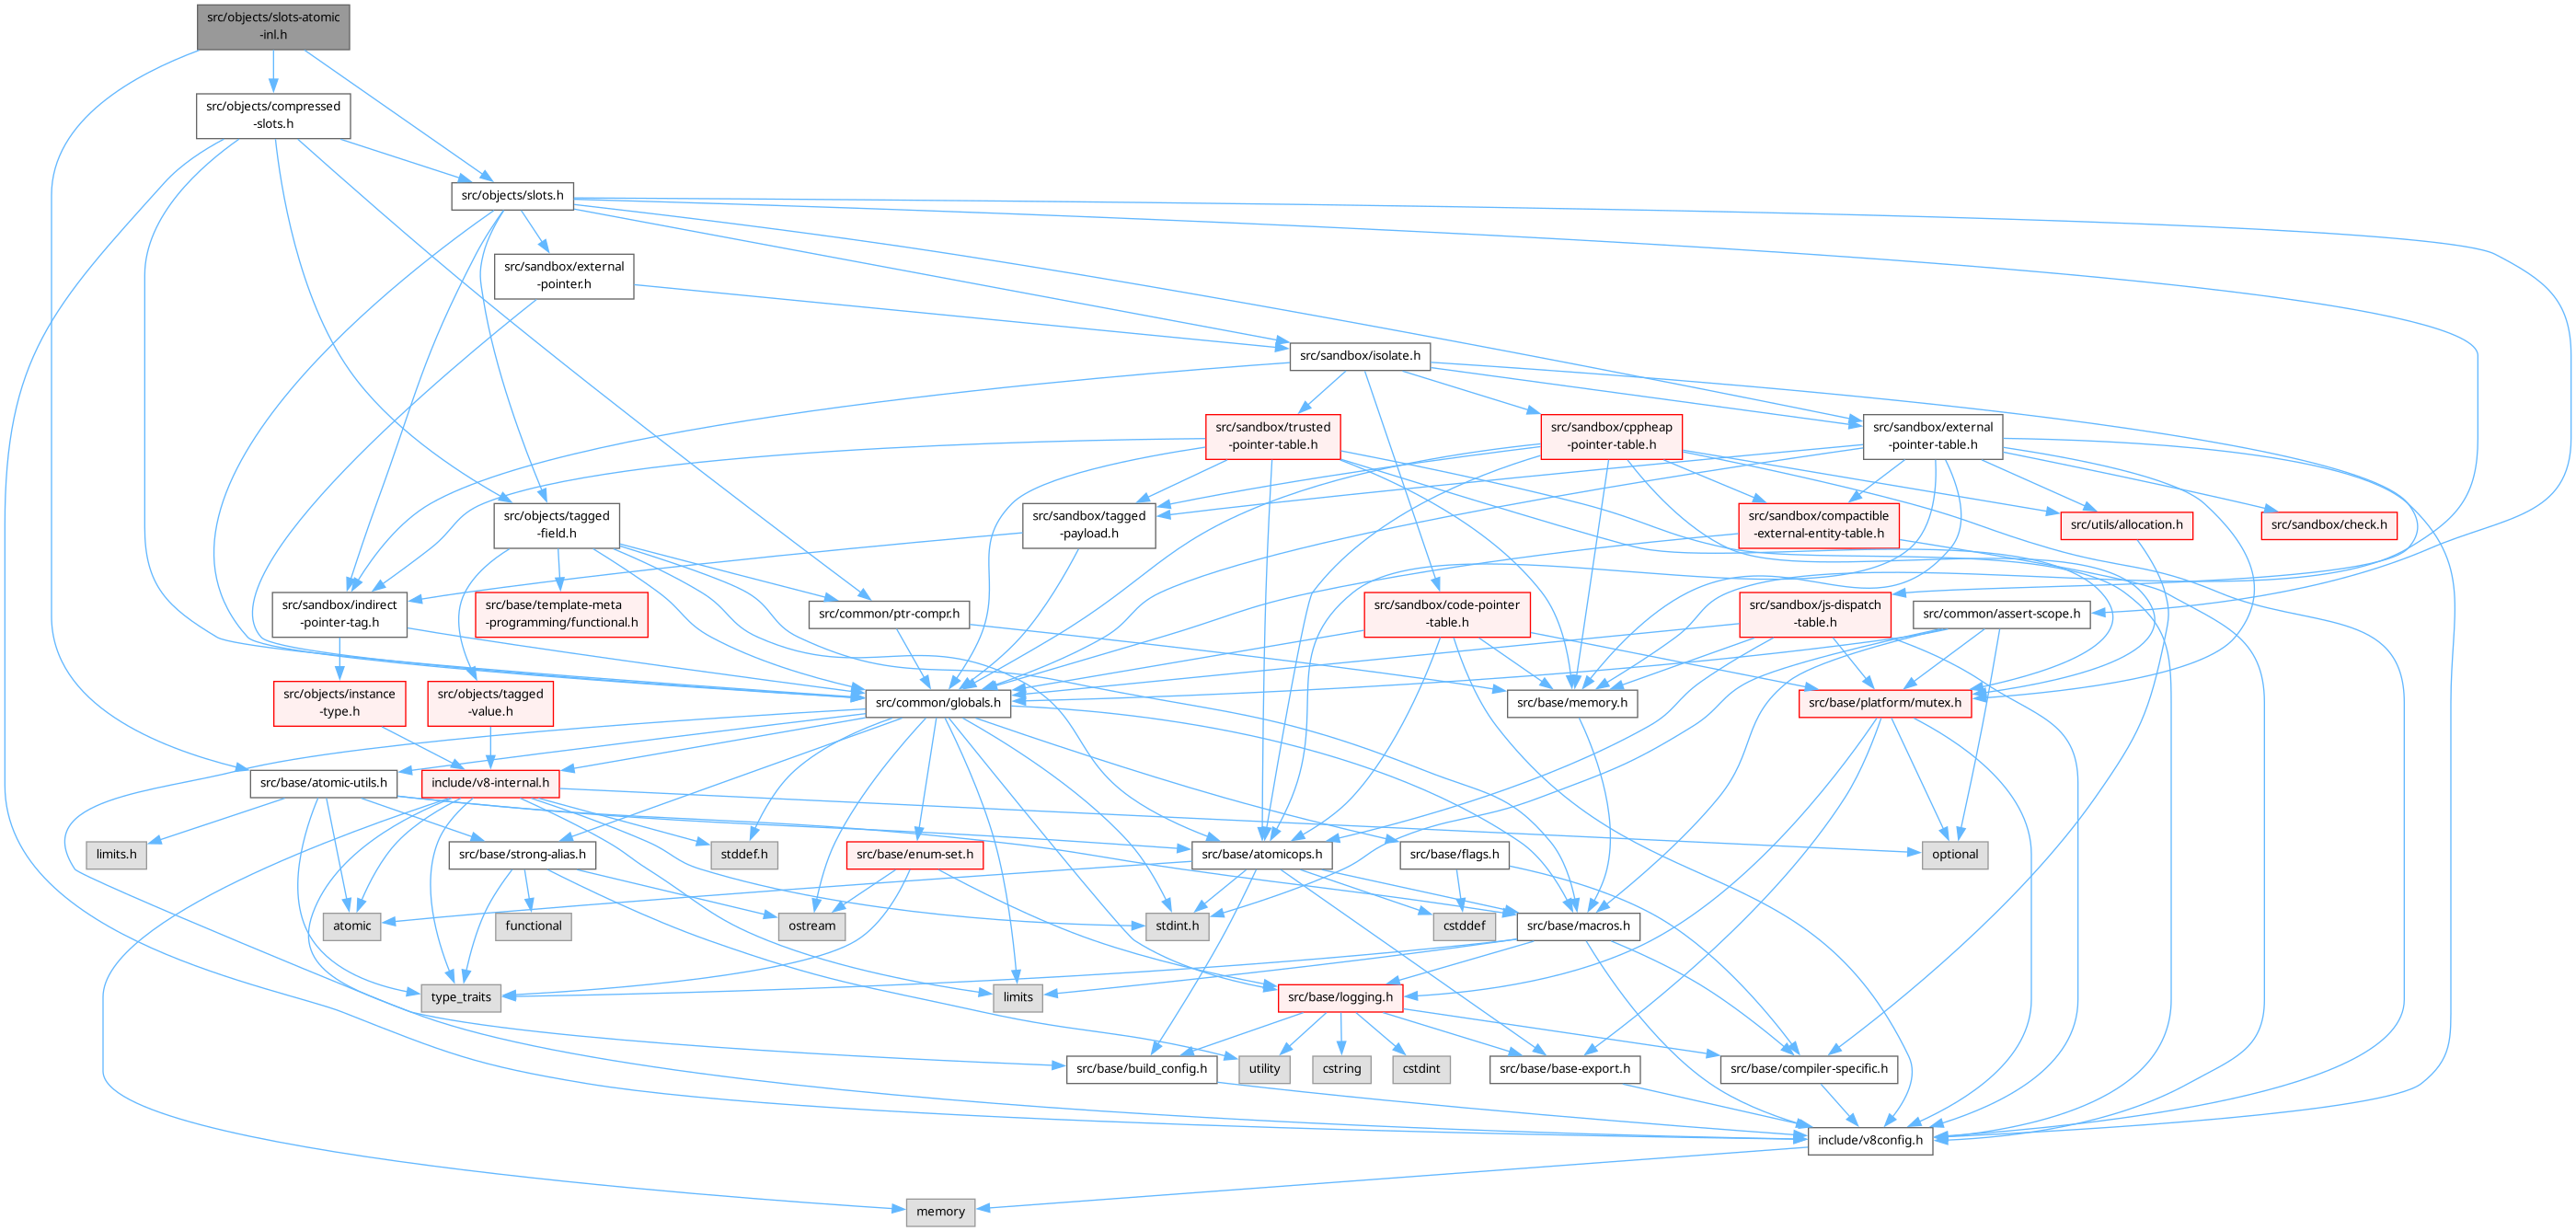 src/objects/slots-atomic
-inl.h
src/objects/compressed
-slots.h
src/objects/slots.h
src/sandbox/external
-pointer.h
src/sandbox/isolate.h
src/sandbox/trusted
-pointer-table.h
src/sandbox/cppheap
-pointer-table.h
src/sandbox/external
-pointer-table.h
src/objects/tagged
-field.h
src/sandbox/tagged
-payload.h
src/sandbox/compactible
-external-entity-table.h
src/utils/allocation.h
src/sandbox/check.h
src/sandbox/indirect
-pointer-tag.h
src/base/template-meta
-programming/functional.h
src/common/ptr-compr.h
src/sandbox/code-pointer
-table.h
src/sandbox/js-dispatch
-table.h
src/common/assert-scope.h
src/objects/instance
-type.h
src/objects/tagged
-value.h
src/common/globals.h
src/base/memory.h
src/base/platform/mutex.h
src/base/atomic-utils.h
include/v8-internal.h
limits.h
src/base/strong-alias.h
stddef.h
src/base/enum-set.h
src/base/atomicops.h
src/base/flags.h
optional
atomic
functional
ostream
stdint.h
cstddef
src/base/macros.h
type_traits
limits
src/base/logging.h
src/base/build_config.h
utility
cstring
cstdint
src/base/base-export.h
src/base/compiler-specific.h
include/v8config.h
memory